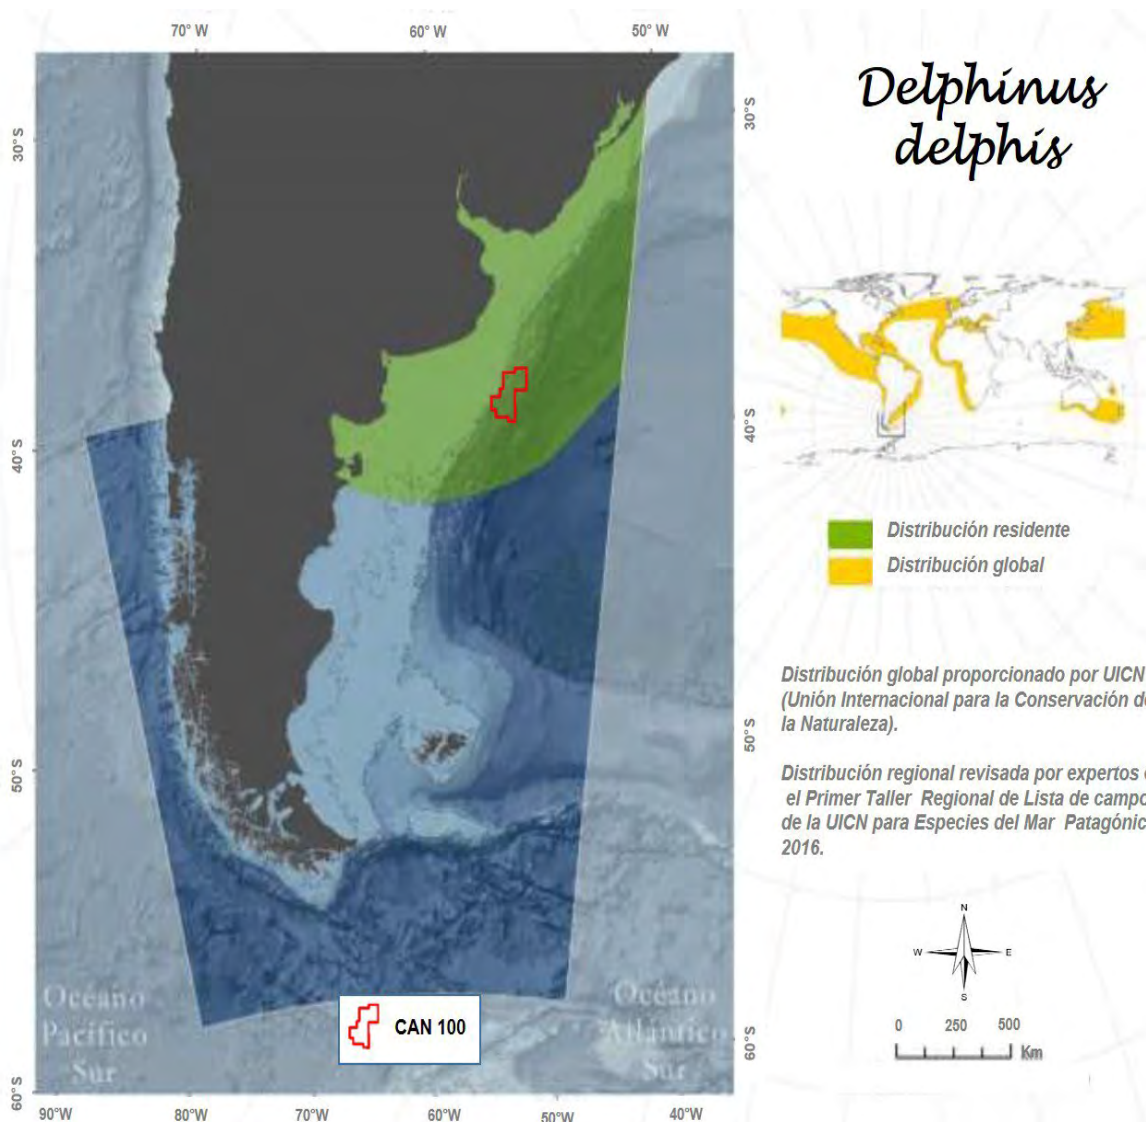 70° W
60° W
50° W
Delphinus
delphis
30°S
30°S
40°S
40°S
Distribución residente
Distribución global
Distribución global proporcionado por UICN
(Unión Internacional para la Conservación de
la Naturaleza).
50°S
50°S
Distribución regional revisada por expertos e
el Primer Taller Regional de Lista de campo
de la UICN para Especies del Mar Patagónic
2016.
N
W
E
S
Océano
Pacífico
Sur
CAN 100
Océano
Atlántico
Sur
0 250 500
Km
60°S
60°S
90°W
80°W
70°W
60°W
50°W
40°W